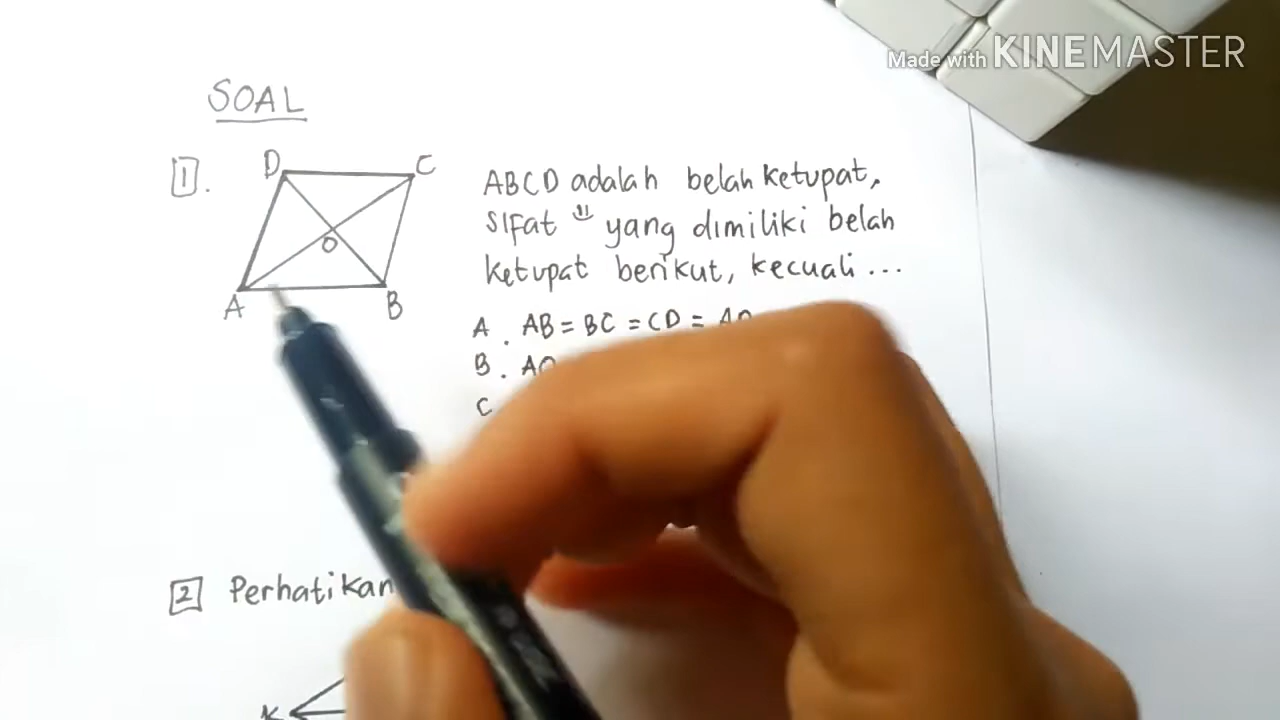 Made with KINEMASTER
SOAL
1.
D
C
O
A
B
ABCD adalah belah ketupat,
sifat " yang dimiliki belah
ketupat berikut, kecuali ...
A. AB = BC = CD =
B.
C
2 Perhatikan
K